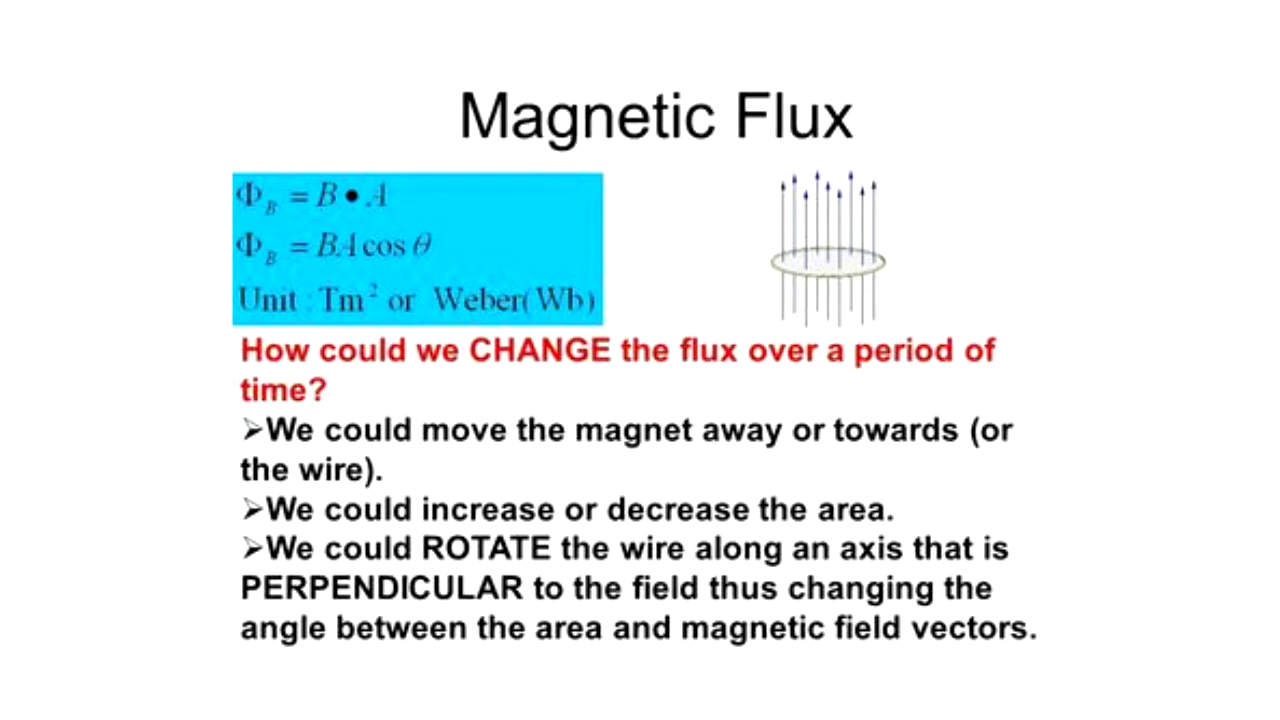 Magnetic Flux
Φ_B = B • A
Φ_B = BA cos θ
Unit : Tm² or Weber(Wb)
How could we CHANGE the flux over a period of
time?
➢We could move the magnet away or towards (or
the wire).
➢We could increase or decrease the area.
➢We could ROTATE the wire along an axis that is
PERPENDICULAR to the field thus changing the
angle between the area and magnetic field vectors.